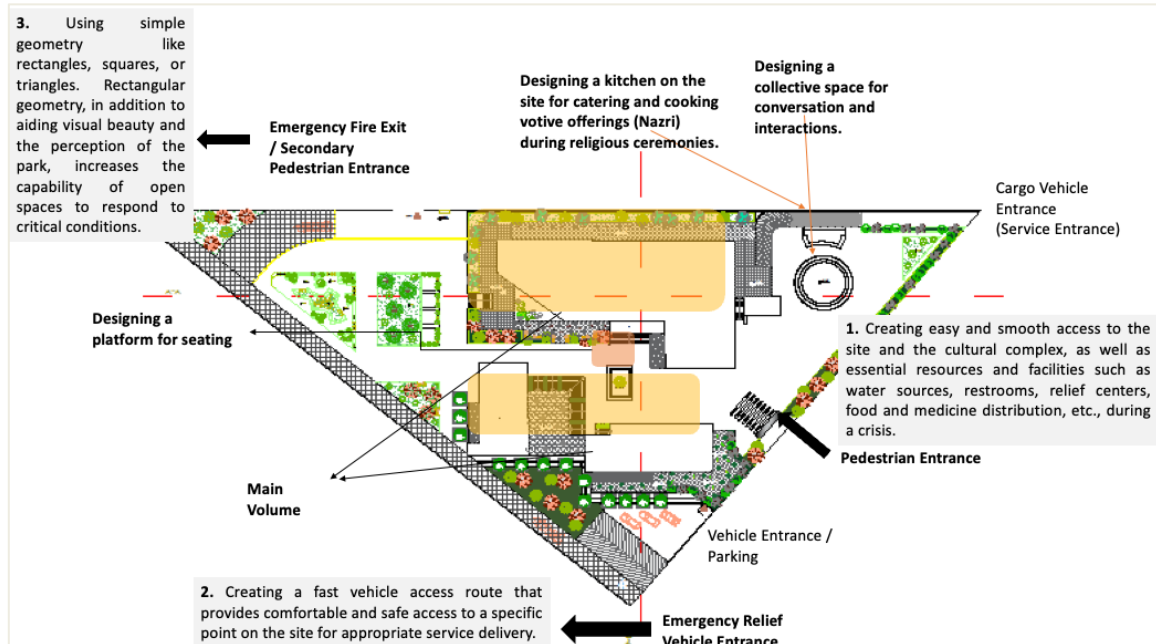 3. Using simple
geometry like
rectangles, squares, or
triangles. Rectangular
geometry, in addition to
aiding visual beauty and
the perception of the
park, increases the
capability of open
spaces to respond to
critical conditions.
Emergency Fire Exit
/ Secondary
Pedestrian Entrance
Designing a kitchen on the
site for catering and cooking
votive offerings (Nazri)
during religious ceremonies.
Designing a
collective space for
conversation and
interactions.
Cargo Vehicle
Entrance
(Service Entrance)
Designing a
platform for seating
1. Creating easy and smooth access to the
site and the cultural complex, as well as
essential resources and facilities such as
water sources, restrooms, relief centers,
food and medicine distribution, etc., during
a crisis.
Pedestrian Entrance
Main
Volume
Vehicle Entrance /
Parking
2. Creating a fast vehicle access route that
provides comfortable and safe access to a specific
point on the site for appropriate service delivery.
Emergency Relief
Vehicle Entrance